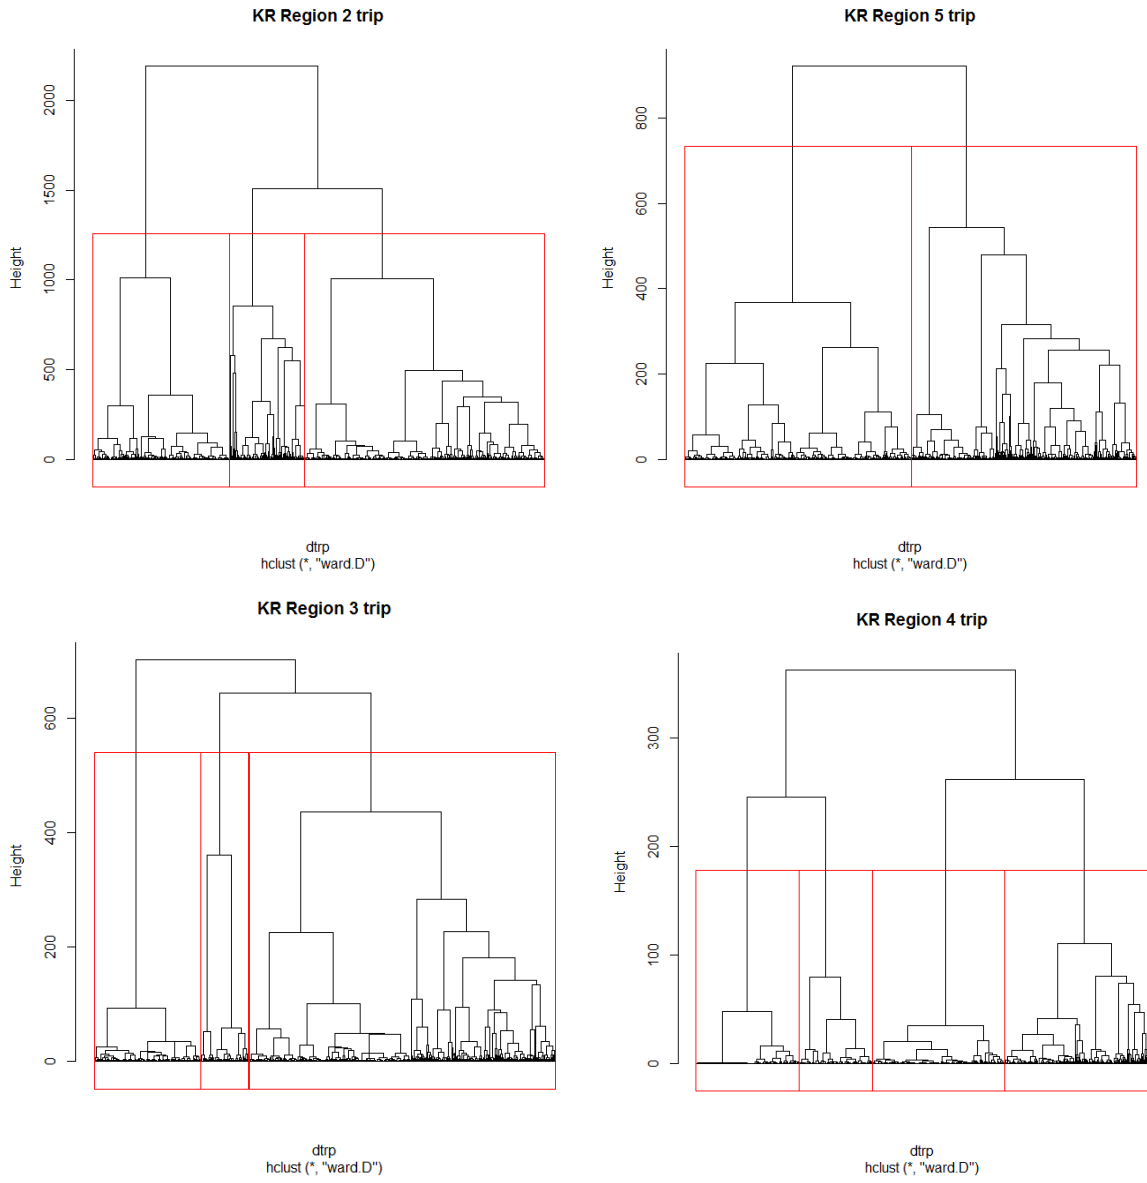 KR Region 2 trip
Height
2000
1500
1000
500
0
dtrp
hclust (*, "ward.D")
KR Region 5 trip
Height
800
600
400
200
0
dtrp
hclust (*, "ward.D")
KR Region 3 trip
Height
600
400
200
0
dtrp
hclust (*, "ward.D")
KR Region 4 trip
Height
300
200
100
0
dtrp
hclust (*, "ward.D")